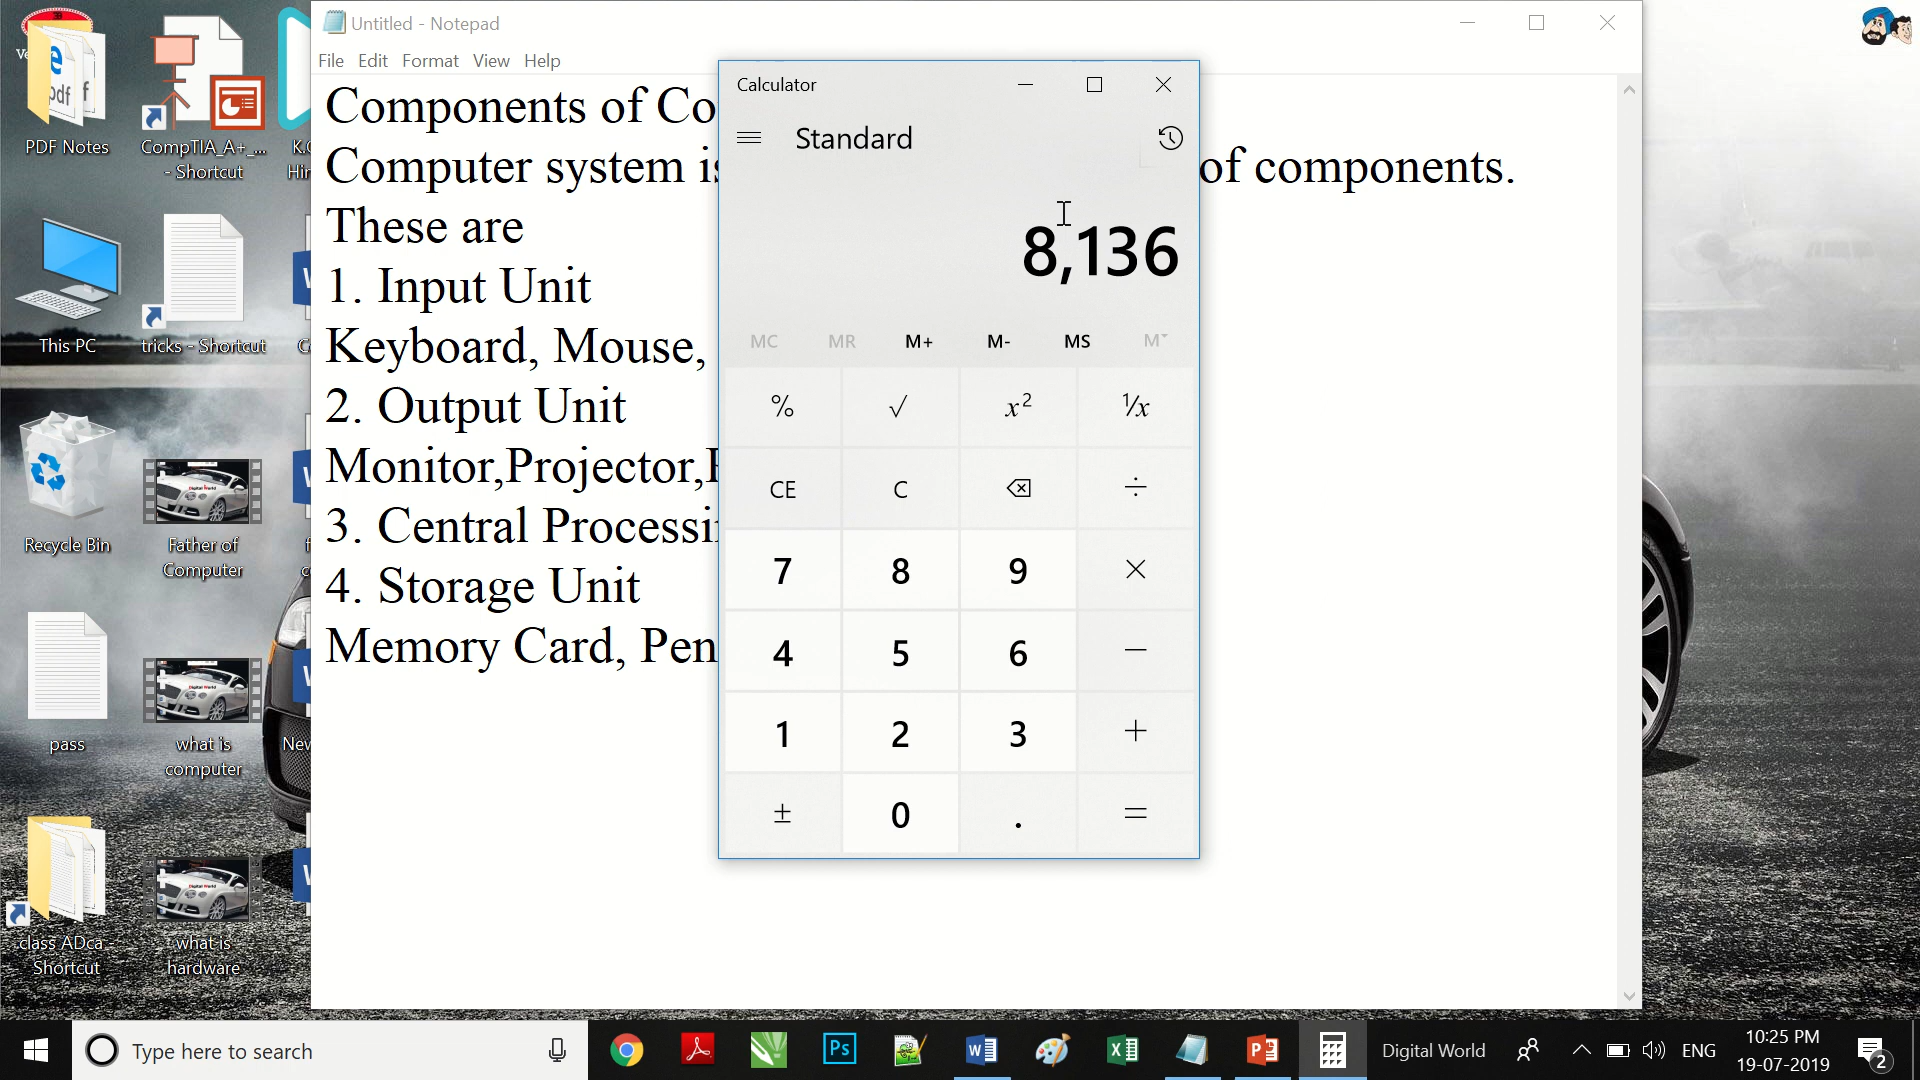 PDF Notes
CompTIA_A+_...
- Shortcut
This PC
tricks - Shortcut
Recycle Bin
Father of
Computer
pass
what is
computer
class ADca -
Shortcut
what is
hardware
Untitled - Notepad
File Edit Format View Help
Components of Co
Computer system is of components.
These are
1. Input Unit
Keyboard, Mouse,
2. Output Unit
Monitor,Projector,
3. Central Processin
4. Storage Unit
Memory Card, Pen
Calculator
Standard
8,136
MC MR M+ M- MS M
% √ x² ¹/x
CE C ÷
7 8 9 ×
4 5 6 −
1 2 3 +
± 0 . =
Type here to search
Ps
Digital World
ENG
10:25 PM
19-07-2019
2